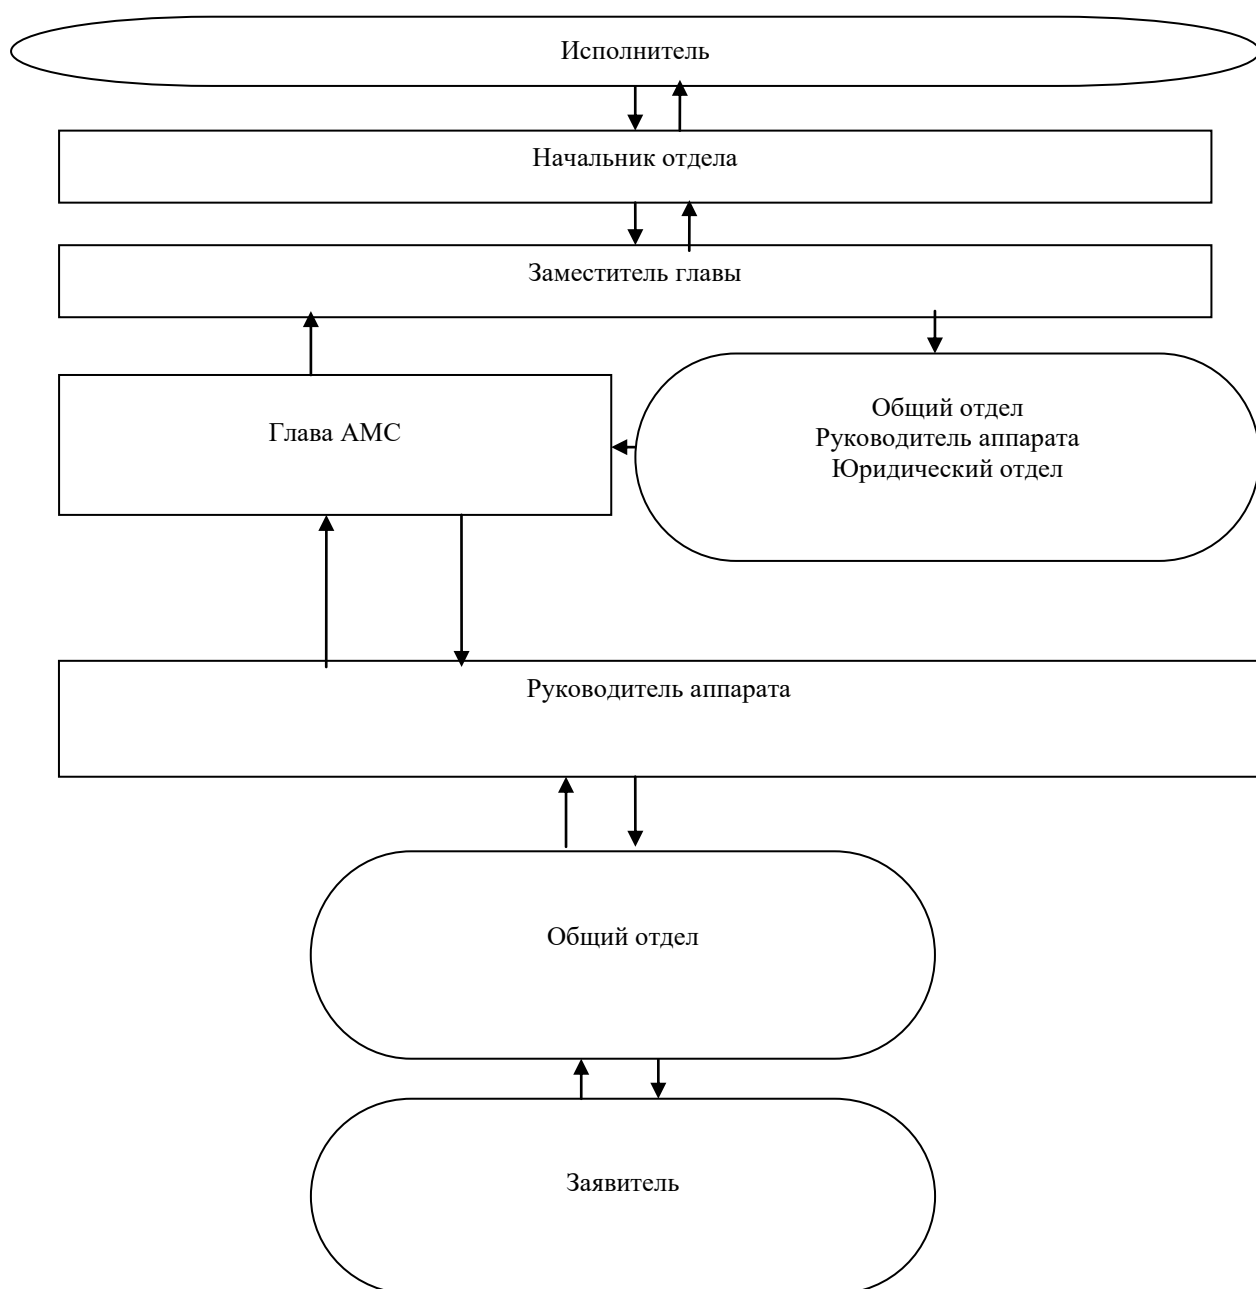 Исполнитель
Начальник отдела
Заместитель главы
Глава АМС
Общий отдел
Руководитель аппарата
Юридический отдел
Руководитель аппарата
Общий отдел
Заявитель